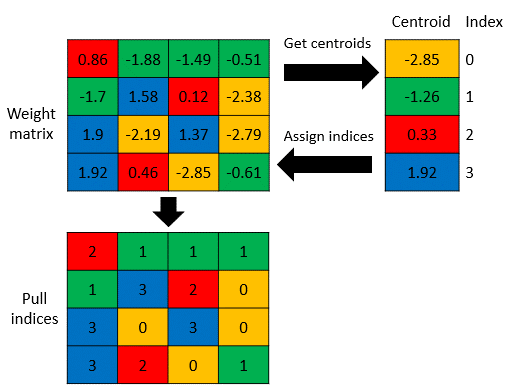 Centroid Index
Get centroids
0.86 -1.88 -1.49 -0.51
-2.85 0
-1.7 1.58 0.12 -2.38
-1.26 1
Weight
matrix
1.9 -2.19 1.37 -2.79
Assign indices
0.33 2
1.92 0.46 -2.85 -0.61
1.92 3
2 1 1 1
1 3 2 0
Pull
indices
3 0 3 0
3 2 0 1